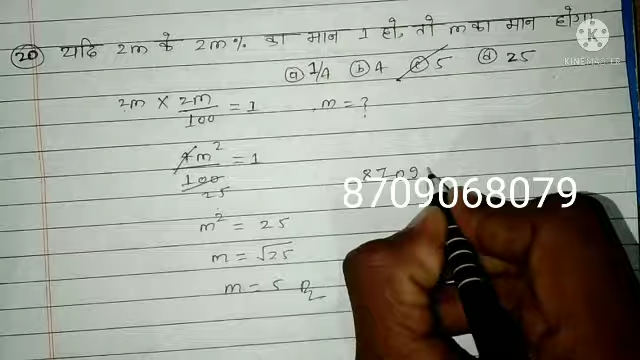 (20) यदि 2m के 2m% का मान 1 हो, तो m का मान होगा
(a) 1/4 (b) 4 (c) 5 (d) 25
2m × 2m/100 = 1 , m = ?
4m²/100 = 1
25
m² = 25
m = √25
m = 5
8709
8709068079
KINEMASTER